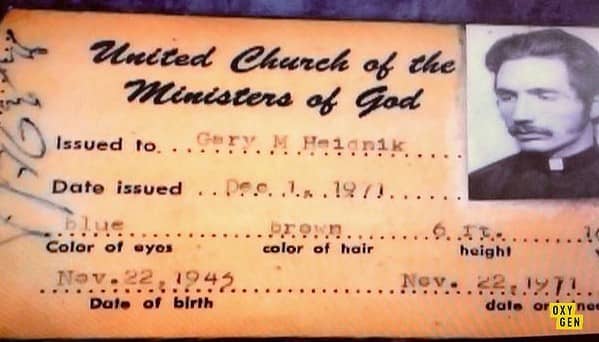 United Church of the
Ministers of God
Issued to Gary M Heidnik
Date issued Dec 1, 1971
blue brown 6 ft.
Color of eyes color of hair height
Nov.22, Nov. 22, 1971
Date of birth date
OXY
GEN